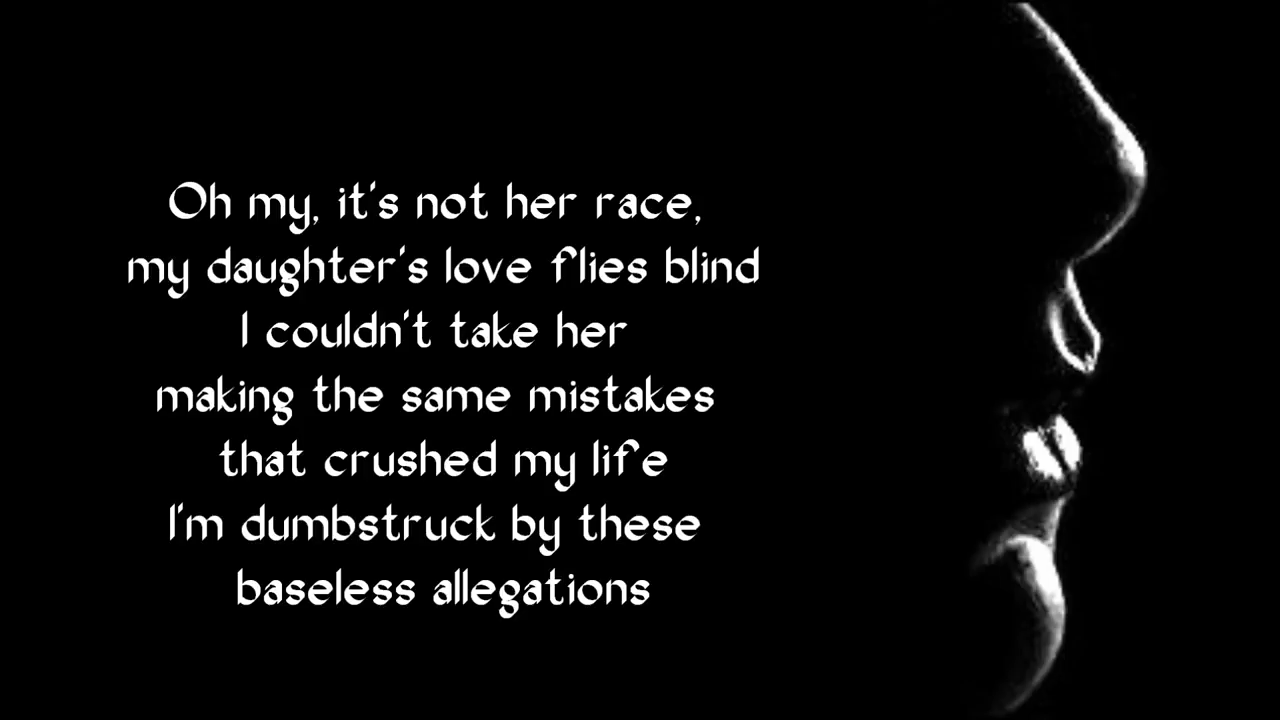 Oh my, it's not her race,
my daughter's love flies blind
I couldn't take her
making the same mistakes
that crushed my life
I'm dumbstruck by these
baseless allegations